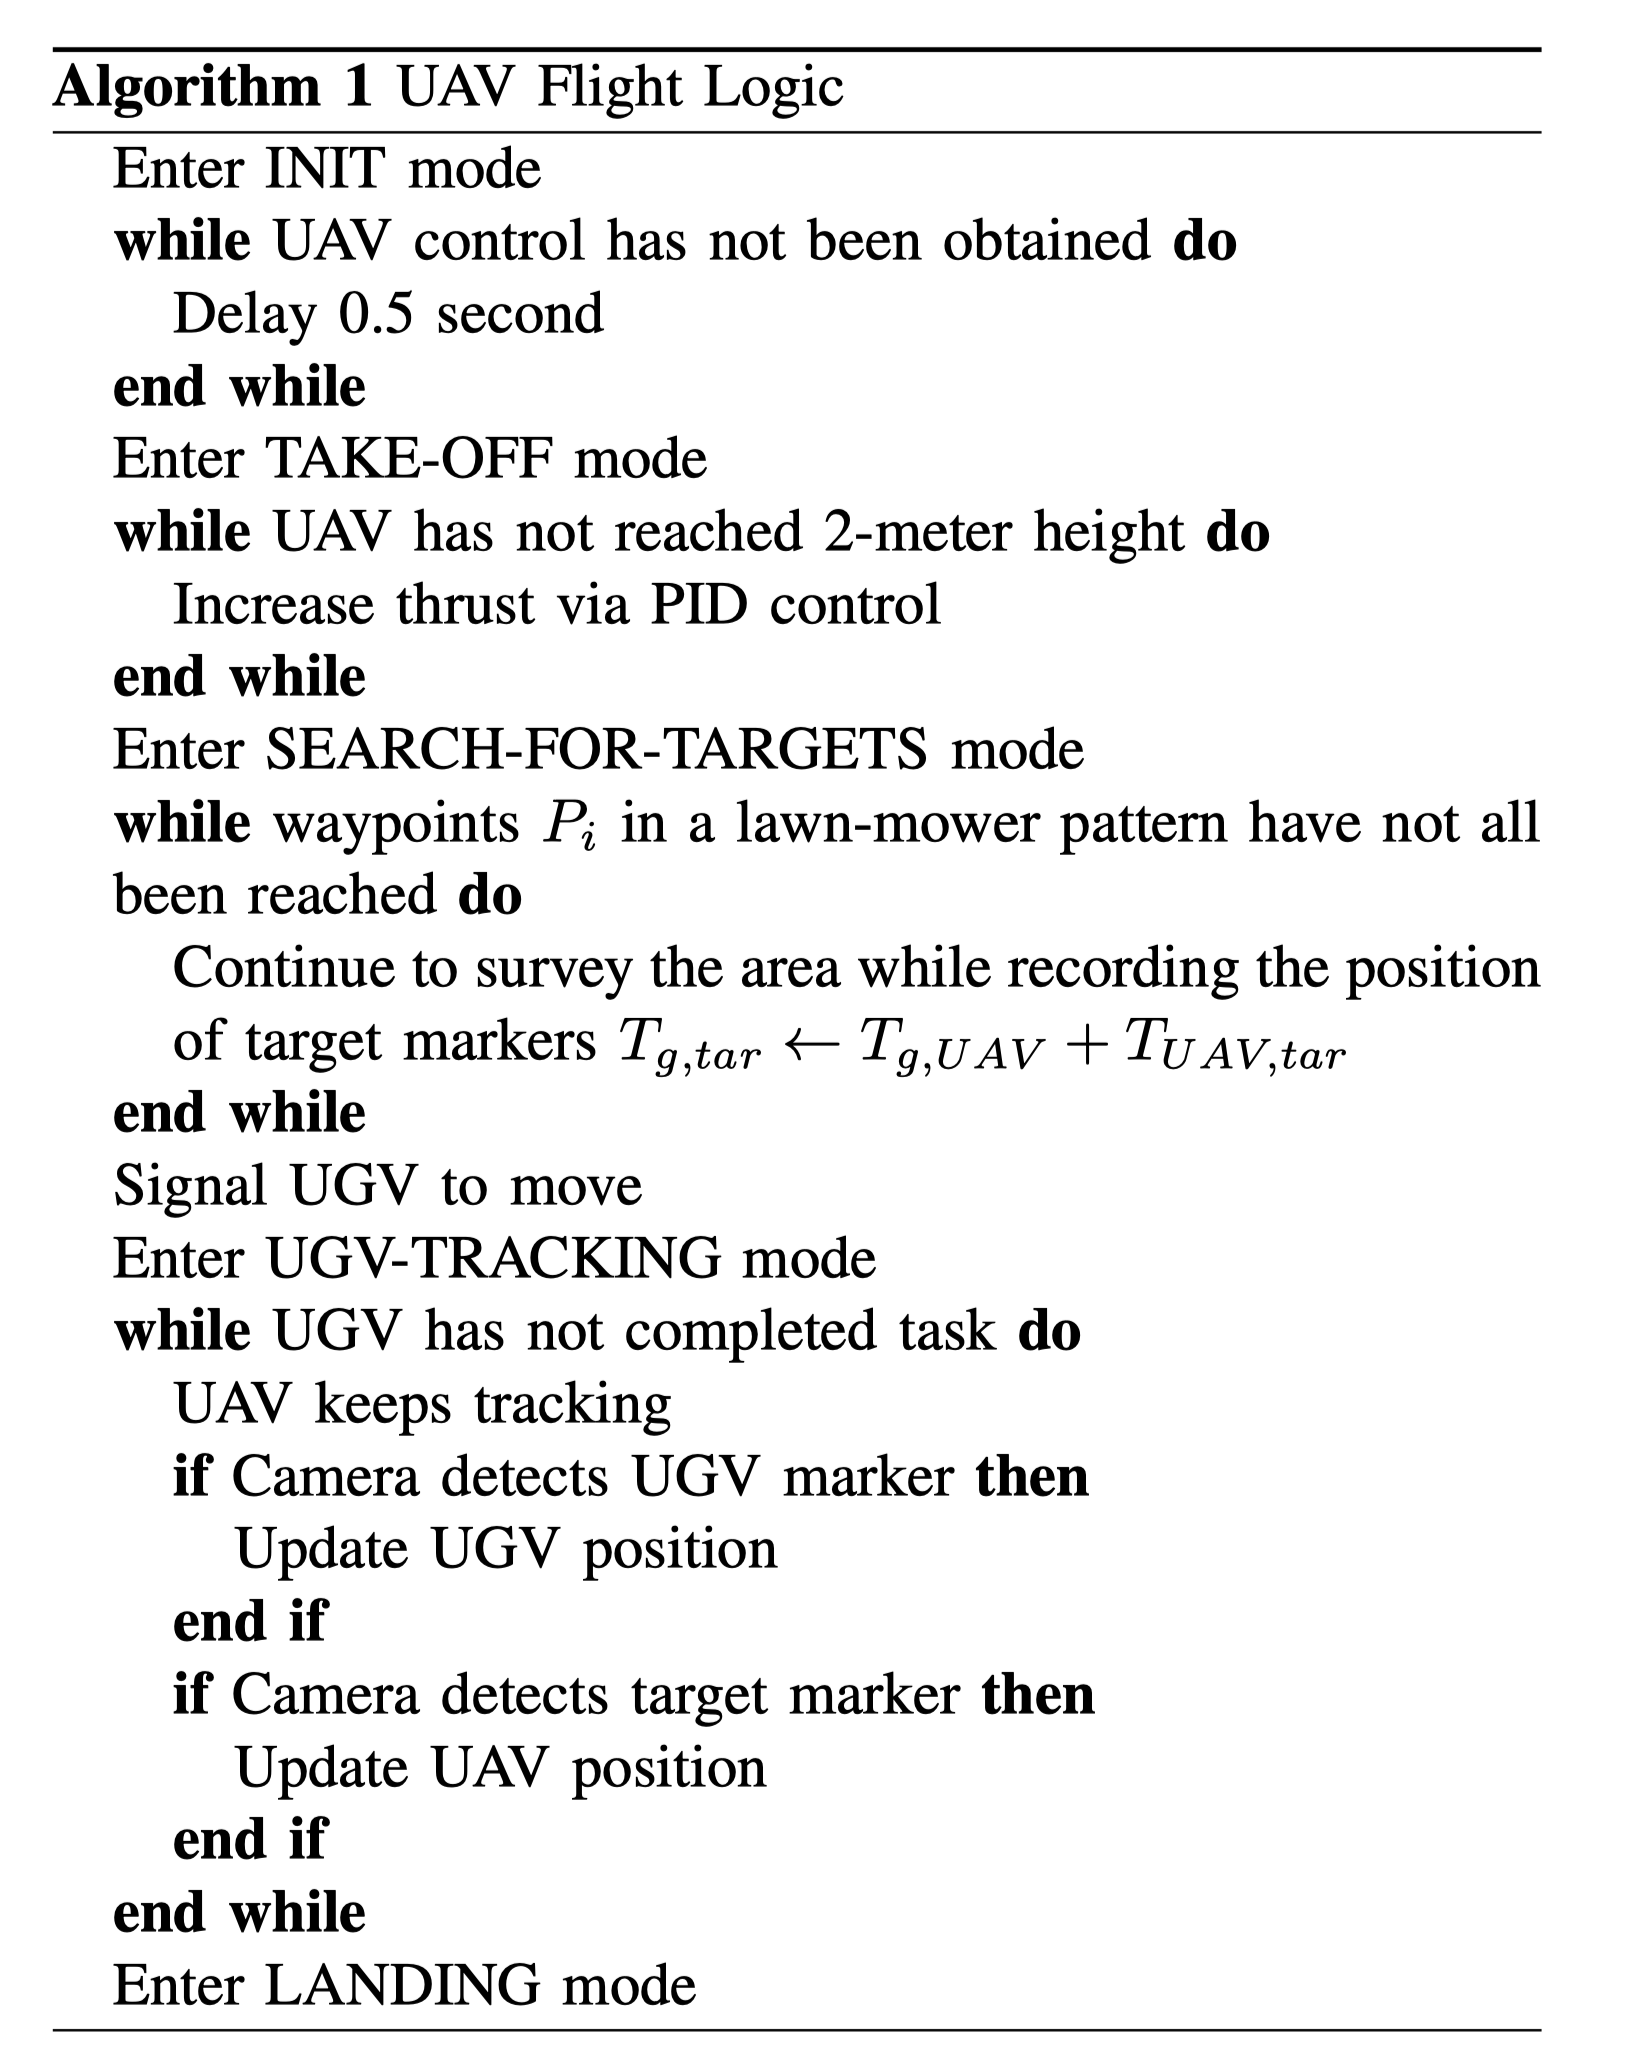 Algorithm 1 UAV Flight Logic
Enter INIT mode
while UAV control has not been obtained do
Delay 0.5 second
end while
Enter TAKE-OFF mode
while UAV has not reached 2-meter height do
Increase thrust via PID control
end while
Enter SEARCH-FOR-TARGETS mode
while waypoints P_i in a lawn-mower pattern have not all
been reached do
Continue to survey the area while recording the position
of target markers T_{g,tar} ← T_{g,UAV} + T_{UAV,tar}
end while
Signal UGV to move
Enter UGV-TRACKING mode
while UGV has not completed task do
UAV keeps tracking
if Camera detects UGV marker then
Update UGV position
end if
if Camera detects target marker then
Update UAV position
end if
end while
Enter LANDING mode